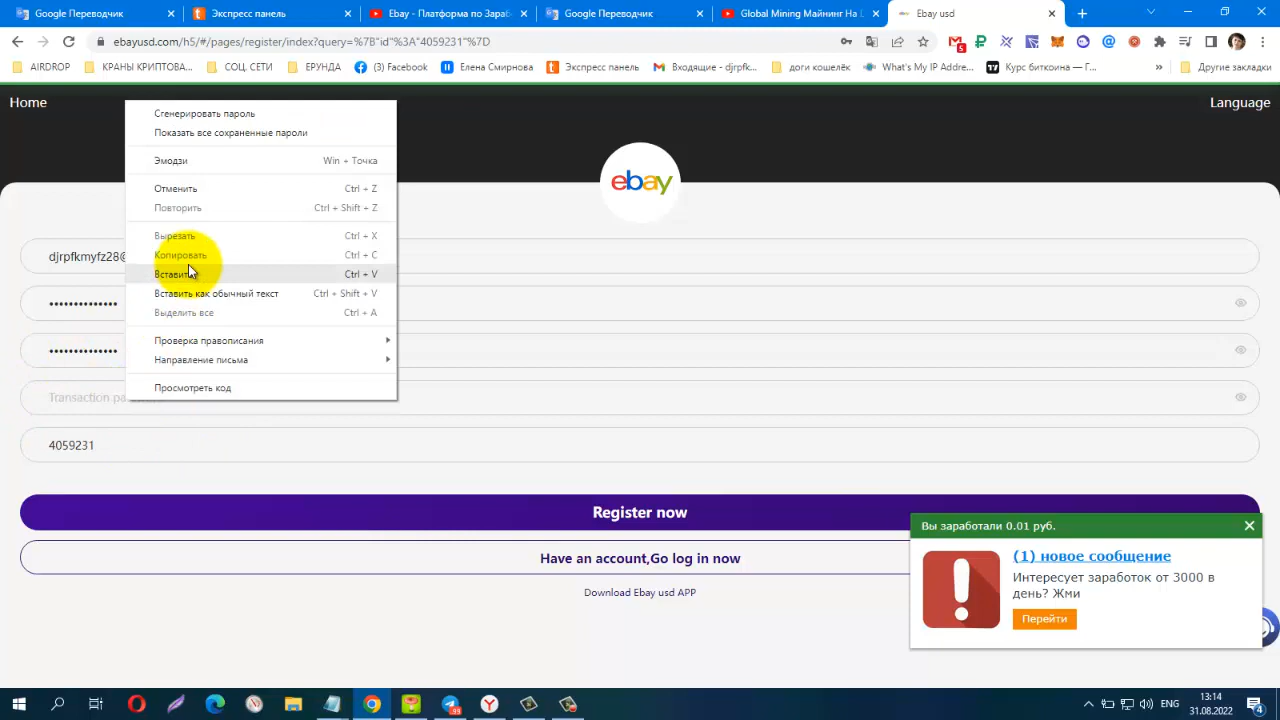 Google Переводчик
Экспресс панель
Ebay - Платформа по Зараб
Google Переводчик
Global Mining Майнинг На
Ebay usd
ebayusd.com/h5/#/pages/register/index?query=%7B"id"%3A"4059231"%7D
5
AIRDROP
КРАНЫ КРИПТОВА...
СОЦ. СЕТИ
ЕРУНДА
(3) Facebook
Елена Смирнова
Экспресс панель
Входящие - djrpfk...
доги кошелёк
What's My IP Addre...
Курс биткоина — Г...
»
Другие закладки
Home
Language
Сгенерировать пароль
Показать все сохраненные пароли
Эмодзи Win + Точка
Отменить Ctrl + Z
Повторить Ctrl + Shift + Z
Вырезать Ctrl + X
Копировать Ctrl + C
Вставить Ctrl + V
Вставить как обычный текст Ctrl + Shift + V
Выделить все Ctrl + A
Проверка правописания
Направление письма
Просмотреть код
ebay
djrpfkmyfz28@
••••••••••••••
••••••••••••••
Transaction pa
4059231
Register now
Have an account,Go log in now
Download Ebay usd APP
Вы заработали 0.01 руб.
(1) новое сообщение
Интересует заработок от 3000 в
день? Жми
Перейти
99
ENG
13:14
31.08.2022
4